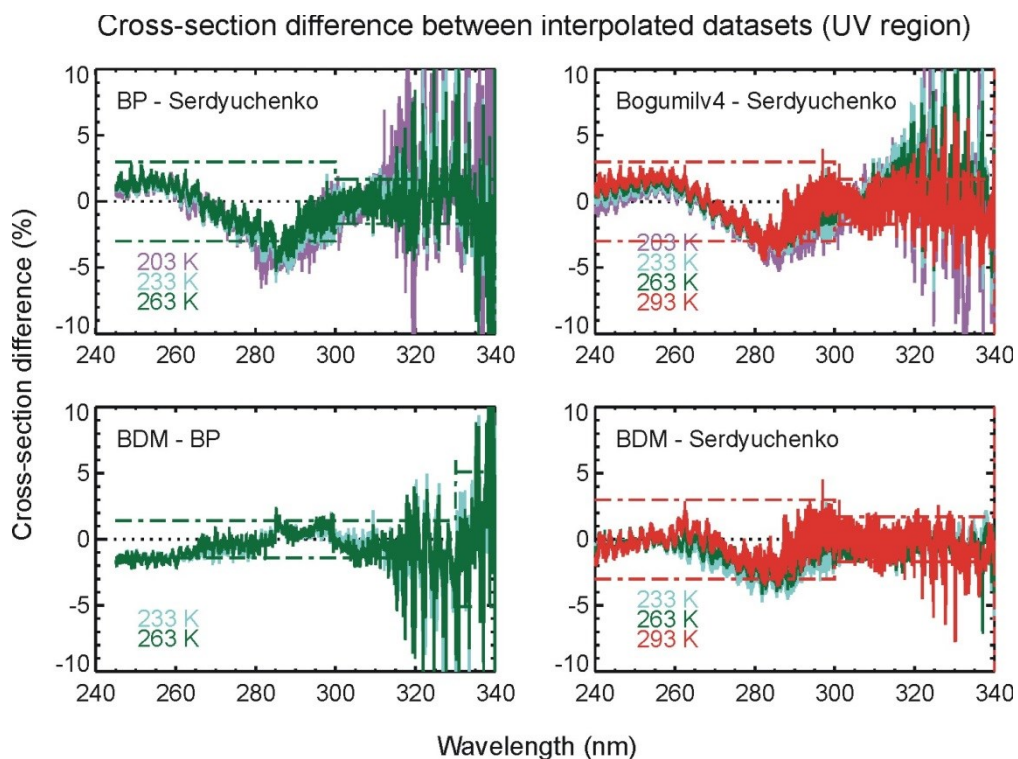 Cross-section difference between interpolated datasets (UV region)
Cross-section difference (%)
10
BP - Serdyuchenko
5
0
-5
203 K
233 K
263 K
-10
240 260 280 300 320 340
10
Bogumilv4 - Serdyuchenko
5
0
-5
203 K
233 K
263 K
293 K
-10
240 260 280 300 320 340
10
BDM - BP
5
0
-5
233 K
263 K
-10
240 260 280 300 320 340
10
BDM - Serdyuchenko
5
0
-5
233 K
263 K
293 K
-10
240 260 280 300 320 340
Wavelength (nm)